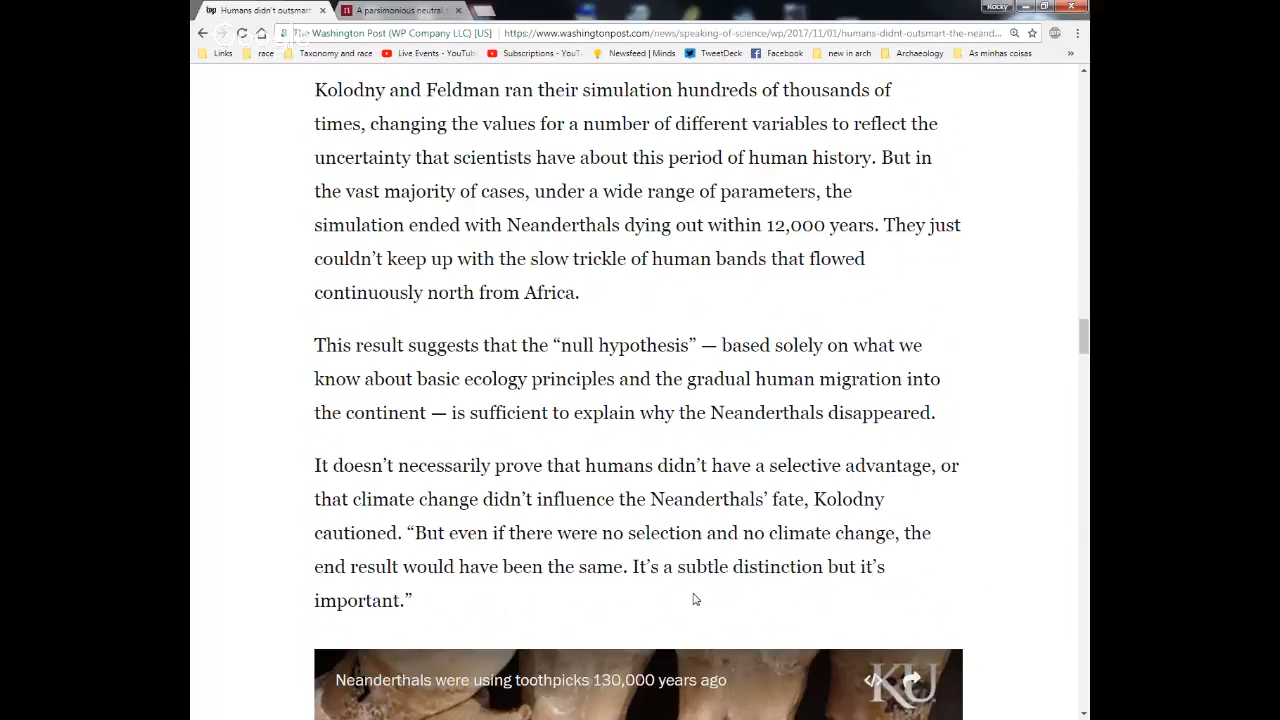 Humans didn't outsmart
A parsimonious neutral
Rocky
The Washington Post (WP Company LLC) [US]
https://www.washingtonpost.com/news/speaking-of-science/wp/2017/11/01/humans-didnt-outsmart-the-neand...
Links
race
Taxonomy and race
Live Events - YouTub
Subscriptions - YouT
Newsfeed | Minds
TweetDeck
Facebook
new in arch
Archaeology
As minhas coisas
»
Kolodny and Feldman ran their simulation hundreds of thousands of
times, changing the values for a number of different variables to reflect the
uncertainty that scientists have about this period of human history. But in
the vast majority of cases, under a wide range of parameters, the
simulation ended with Neanderthals dying out within 12,000 years. They just
couldn't keep up with the slow trickle of human bands that flowed
continuously north from Africa.
This result suggests that the “null hypothesis” — based solely on what we
know about basic ecology principles and the gradual human migration into
the continent — is sufficient to explain why the Neanderthals disappeared.
It doesn't necessarily prove that humans didn't have a selective advantage, or
that climate change didn't influence the Neanderthals' fate, Kolodny
cautioned. “But even if there were no selection and no climate change, the
end result would have been the same. It's a subtle distinction but it's
important.”
Neanderthals were using toothpicks 130,000 years ago
KU